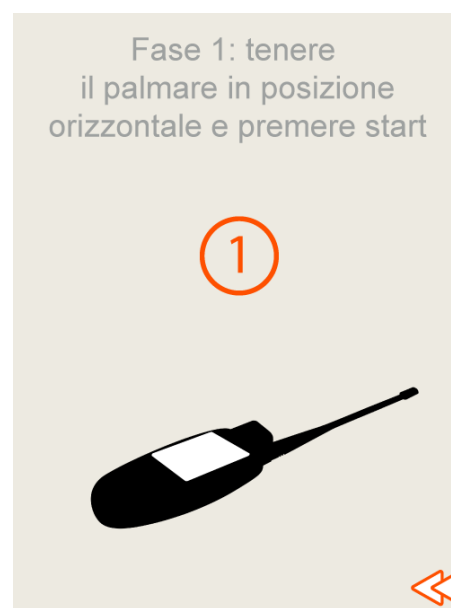 Fase 1: tenere
il palmare in posizione
orizzontale e premere start
1